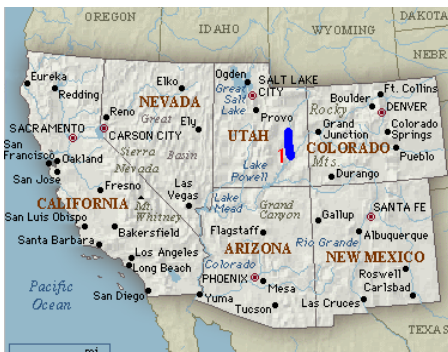 OREGON
IDAHO
WYOMING
DAKOTA
NEBR
Eureka
Redding
Elko
Ogden
SALT LAKE
CITY
Great
Salt
Lake
Provo
Ft. Collins
Boulder
DENVER
Rocky
Mts.
Grand
Junction
Colorado
Springs
COLORADO
Pueblo
Durango
NEVADA
Reno
CARSON CITY
Great
Basin
Ely
UTAH
1
Lake
Powell
SACRAMENTO
San
Francisco
Oakland
San Jose
Sierra
Nevada
Fresno
Mt.
Whitney
Las
Vegas
Lake
Mead
Grand
Canyon
CALIFORNIA
San Luis Obispo
Bakersfield
Santa Barbara
Los Angeles
Long Beach
San Diego
Pacific
Ocean
Flagstaff
ARIZONA
Colorado
PHOENIX
Mesa
Yuma
Tucson
Gallup
SANTA FE
Rio Grande
Albuquerque
NEW MEXICO
Roswell
Carlsbad
Las Cruces
TEXAS
mi